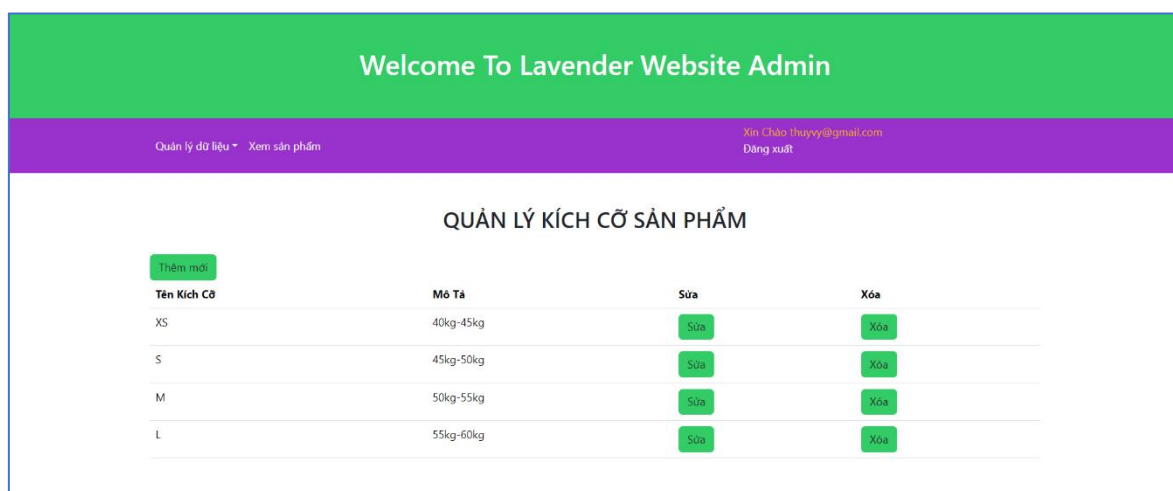 Welcome To Lavender Website Admin
Quản lý dữ liệu Xem sản phẩm
Xin Chào thuyvy@gmail.com
Đăng xuất
QUẢN LÝ KÍCH CỠ SẢN PHẨM
Thêm mới
Tên Kích Cỡ Mô Tả Sửa Xóa
XS 40kg-45kg Sửa Xóa
S 45kg-50kg Sửa Xóa
M 50kg-55kg Sửa Xóa
L 55kg-60kg Sửa Xóa